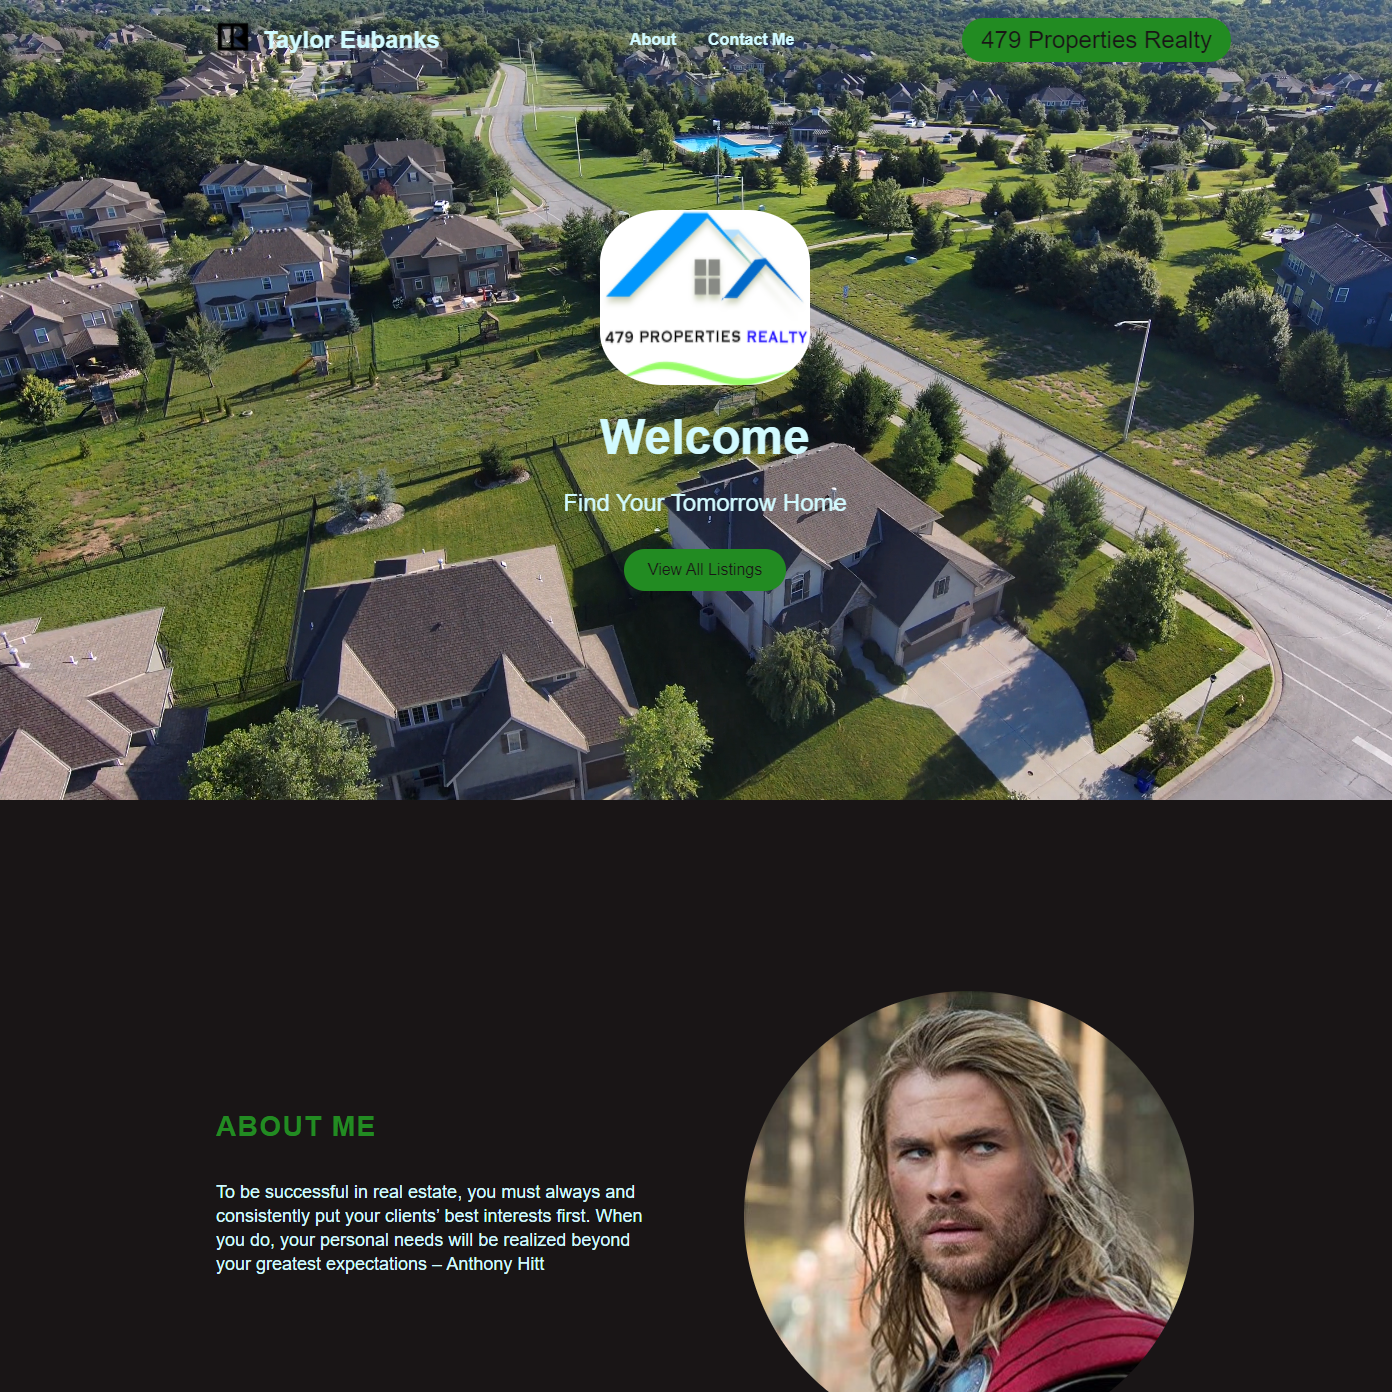 Taylor Eubanks
About
Contact Me
479 Properties Realty
479 PROPERTIES REALTY
Welcome
Find Your Tomorrow Home
View All Listings
ABOUT ME
To be successful in real estate, you must always and
consistently put your clients’ best interests first. When
you do, your personal needs will be realized beyond
your greatest expectations – Anthony Hitt